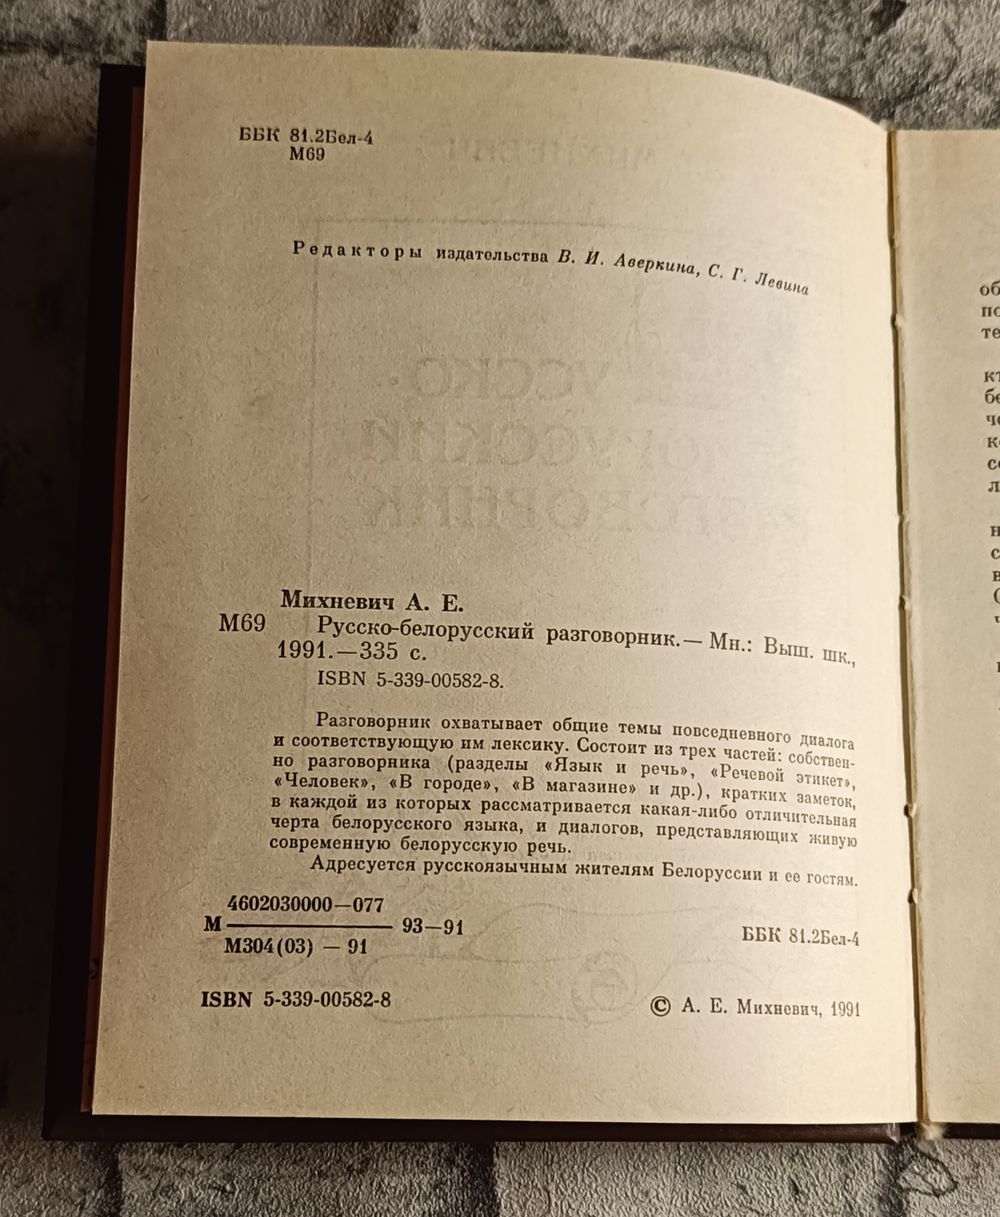 ББК 81.2Бел-4
М69
Редакторы издательства В. И. Аверкина, С. Г. Левина
Михневич А. Е.
М69 Русско-белорусский разговорник.— Мн.: Выш. шк.,
1991.—335 с.
ISBN 5-339-00582-8.
Разговорник охватывает общие темы повседневного диалога
и соответствующую им лексику. Состоит из трех частей: собствен-
но разговорника (разделы «Язык и речь», «Речевой этикет»,
«Человек», «В городе», «В магазине» и др.), кратких заметок,
в каждой из которых рассматривается какая-либо отличительная
черта белорусского языка, и диалогов, представляющих живую
современную белорусскую речь.
Адресуется русскоязычным жителям Белоруссии и ее гостям.
4602030000—077
М 93—91
М304(03) — 91
ББК 81.2Бел-4
ISBN 5-339-00582-8
© А. Е. Михневич, 1991